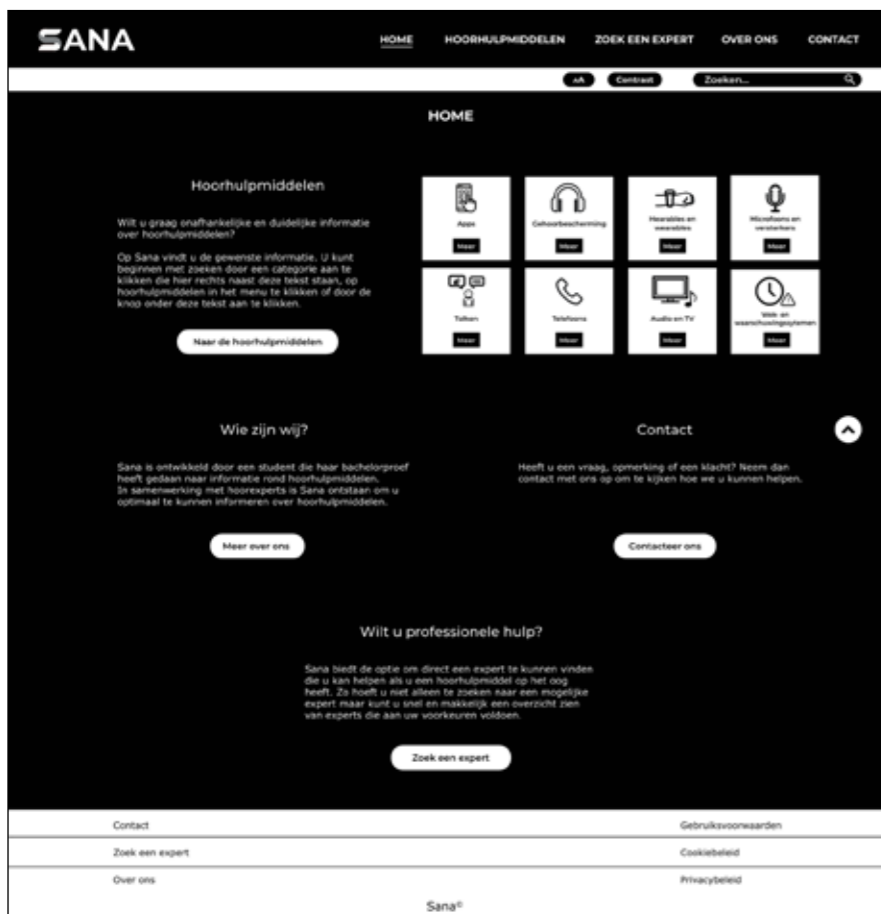 SANA
HOME HOORHULPMIDDELEN ZOEK EEN EXPERT OVER ONS CONTACT
AA Contrast Zoeken...
HOME
Hoorhulpmiddelen
Wilt u graag onafhankelijke en duidelijke informatie
over hoorhulpmiddelen?
Op Sana vindt u de gewenste informatie. U kunt
beginnen met zoeken door een categorie aan te
klikken die hier rechts naast deze tekst staan, op
hoorhulpmiddelen in het menu te klikken of door de
knop onder deze tekst aan te klikken.
Naar de hoorhulpmiddelen
Apps
Meer
Gehoorbescherming
Meer
Hearables en
wearables
Meer
Microfoons en
versterkers
Meer
Tolken
Meer
Telefoons
Meer
Audio en TV
Meer
Wek- en
waarschuwingssytemen
Meer
Wie zijn wij?
Sana is ontwikkeld door een student die haar bachelorproef
heeft gedaan naar informatie rond hoorhulpmiddelen.
In samenwerking met hoorexperts is Sana ontstaan om u
optimaal te kunnen informeren over hoorhulpmiddelen.
Meer over ons
Contact
Heeft u een vraag, opmerking of een klacht? Neem dan
contact met ons op om te kijken hoe we u kunnen helpen.
Contacteer ons
Wilt u professionele hulp?
Sana biedt de optie om direct een expert te kunnen vinden
die u kan helpen als u een hoorhulpmiddel op het oog
heeft. Zo hoeft u niet alleen te zoeken naar een mogelijke
expert maar kunt u snel en makkelijk een overzicht zien
van experts die aan uw voorkeuren voldoen.
Zoek een expert
Contact Gebruiksvoorwaarden
Zoek een expert Cookiebeleid
Over ons Privacybeleid
Sana©